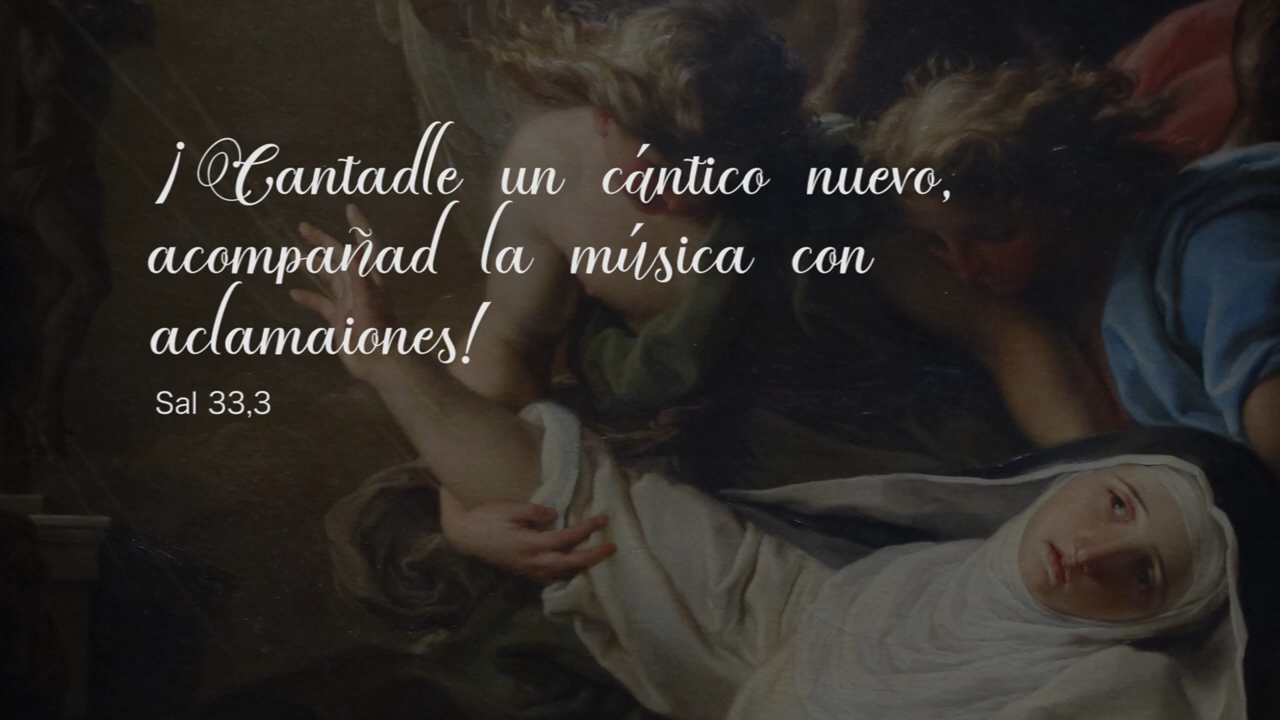 ¡Cantadle un cántico nuevo,
acompañad la música con
aclamaiones!
Sal 33,3